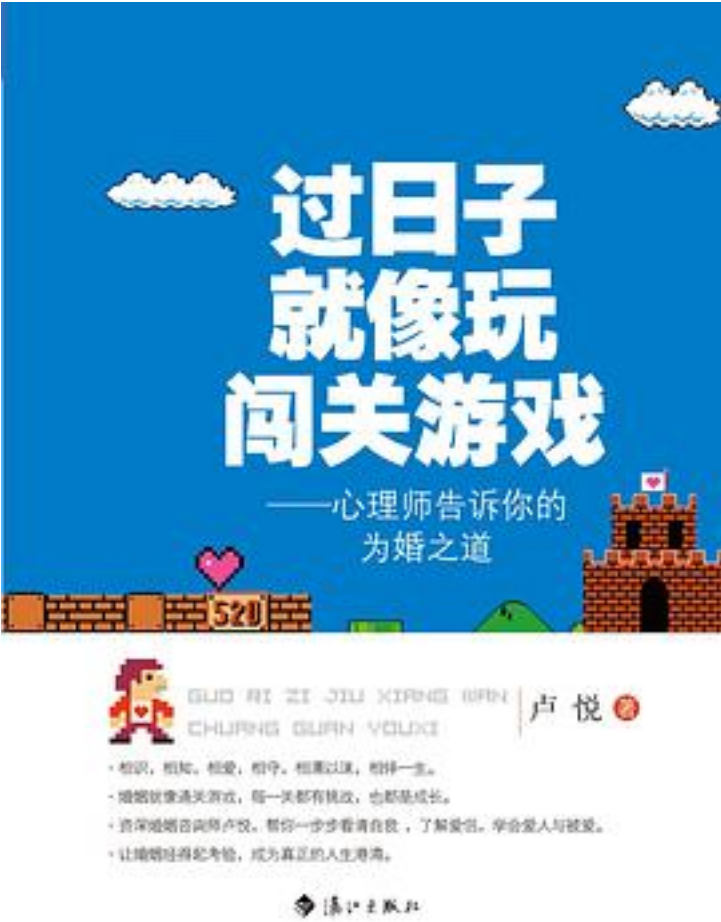 过日子
就像玩
闯关游戏
——心理师告诉你的
为婚之道
520
GUO RI ZI JIU XIANG WAN
CHUANG GUAN YOUXI
卢 悦 著
·相识，相知，相爱，相守，相濡以沫，相伴一生。
·婚姻就像通关游戏，每一关都有挑战，也都是成长。
·资深婚姻咨询师卢悦，帮你一步步看清自我，了解爱侣，学会爱人与被爱。
·让婚姻经得起考验，成为真正的人生港湾。
漓江出版社